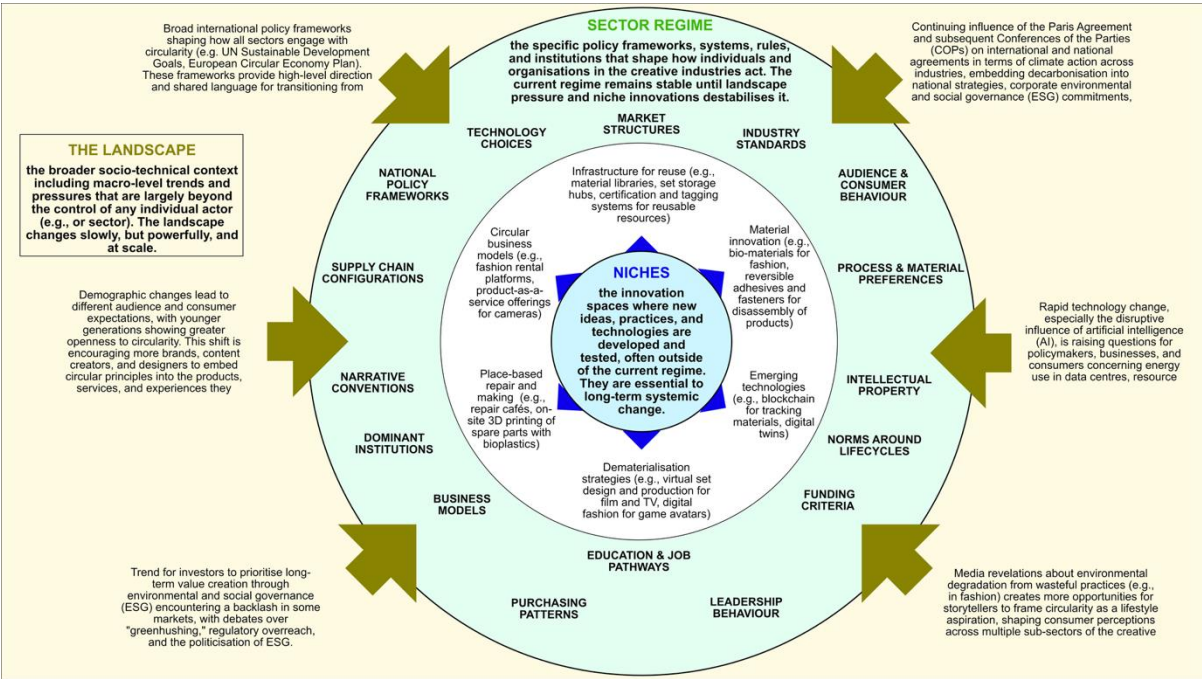 Broad international policy frameworks
shaping how all sectors engage with
circularity (e.g. UN Sustainable Development
Goals, European Circular Economy Plan).
These frameworks provide high-level direction
and shared language for transitioning from
SECTOR REGIME
the specific policy frameworks, systems, rules,
and institutions that shape how individuals and
organisations in the creative industries act. The
current regime remains stable until landscape
pressure and niche innovations destabilises it.
Continuing influence of the Paris Agreement
and subsequent Conferences of the Parties
(COPs) on international and national
agreements in terms of climate action across
industries, embedding decarbonisation into
national strategies, corporate environmental
and social governance (ESG) commitments,
THE LANDSCAPE
the broader socio-technical context
including macro-level trends and
pressures that are largely beyond
the control of any individual actor
(e.g., or sector). The landscape
changes slowly, but powerfully, and
at scale.
TECHNOLOGY
CHOICES
MARKET
STRUCTURES
INDUSTRY
STANDARDS
NATIONAL
POLICY
FRAMEWORKS
AUDIENCE &
CONSUMER
BEHAVIOUR
SUPPLY CHAIN
CONFIGURATIONS
PROCESS & MATERIAL
PREFERENCES
Infrastructure for reuse (e.g.,
material libraries, set storage
hubs, certification and tagging
systems for reusable
resources)
Circular
business
models (e.g.,
fashion rental
platforms,
product-as-a-
service offerings
for cameras)
Material
innovation (e.g.,
bio-materials for
fashion,
reversible
adhesives and
fasteners for
disassembly of
products)
NICHES
the innovation
spaces where new
ideas, practices, and
technologies are
developed and
tested, often outside
of the current regime.
They are essential to
long-term systemic
change.
Demographic changes lead to
different audience and consumer
expectations, with younger
generations showing greater
openness to circularity. This shift is
encouraging more brands, content
creators, and designers to embed
circular principles into the products,
services, and experiences they
Rapid technology change,
especially the disruptive
influence of artificial intelligence
(AI), is raising questions for
policymakers, businesses, and
consumers concerning energy
use in data centres, resource
NARRATIVE
CONVENTIONS
INTELLECTUAL
PROPERTY
Place-based
repair and
making (e.g.,
repair cafés, on-
site 3D printing of
spare parts with
bioplastics)
Emerging
technologies
(e.g., blockchain
for tracking
materials, digital
twins)
DOMINANT
INSTITUTIONS
NORMS AROUND
LIFECYCLES
Dematerialisation
strategies (e.g., virtual set
design and production for
film and TV, digital
fashion for game avatars)
BUSINESS
MODELS
FUNDING
CRITERIA
EDUCATION & JOB
PATHWAYS
PURCHASING
PATTERNS
LEADERSHIP
BEHAVIOUR
Trend for investors to prioritise long-
term value creation through
environmental and social governance
(ESG) encountering a backlash in some
markets, with debates over
"greenhushing," regulatory overreach,
and the politicisation of ESG.
Media revelations about environmental
degradation from wasteful practices (e.g.,
in fashion) creates more opportunities for
storytellers to frame circularity as a lifestyle
aspiration, shaping consumer perceptions
across multiple sub-sectors of the creative